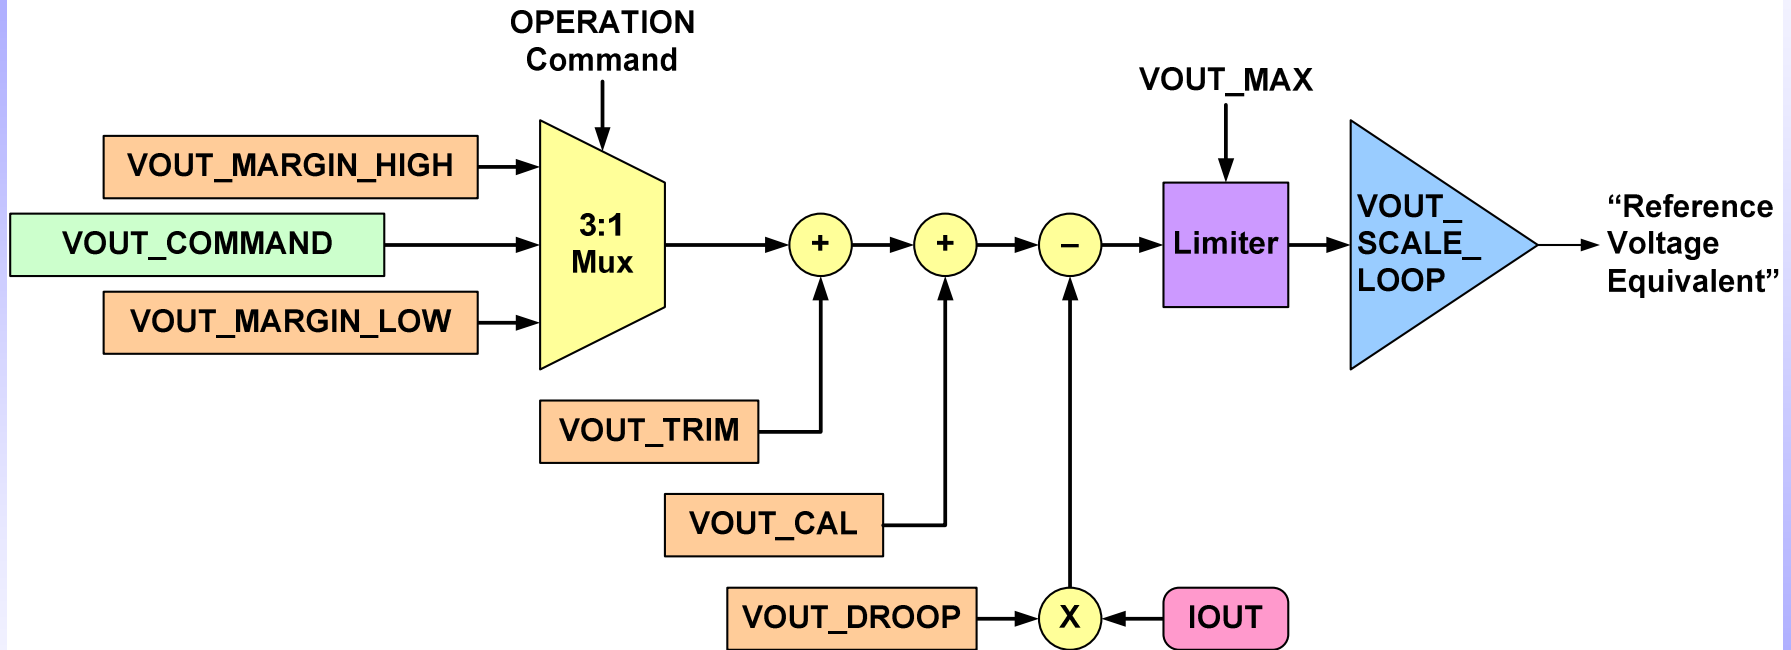 OPERATION
Command
VOUT_MAX
VOUT_MARGIN_HIGH
VOUT_COMMAND
VOUT_MARGIN_LOW
3:1
Mux
+
+
–
Limiter
VOUT_
SCALE_
LOOP
“Reference
Voltage
Equivalent”
VOUT_TRIM
VOUT_CAL
VOUT_DROOP
X
IOUT